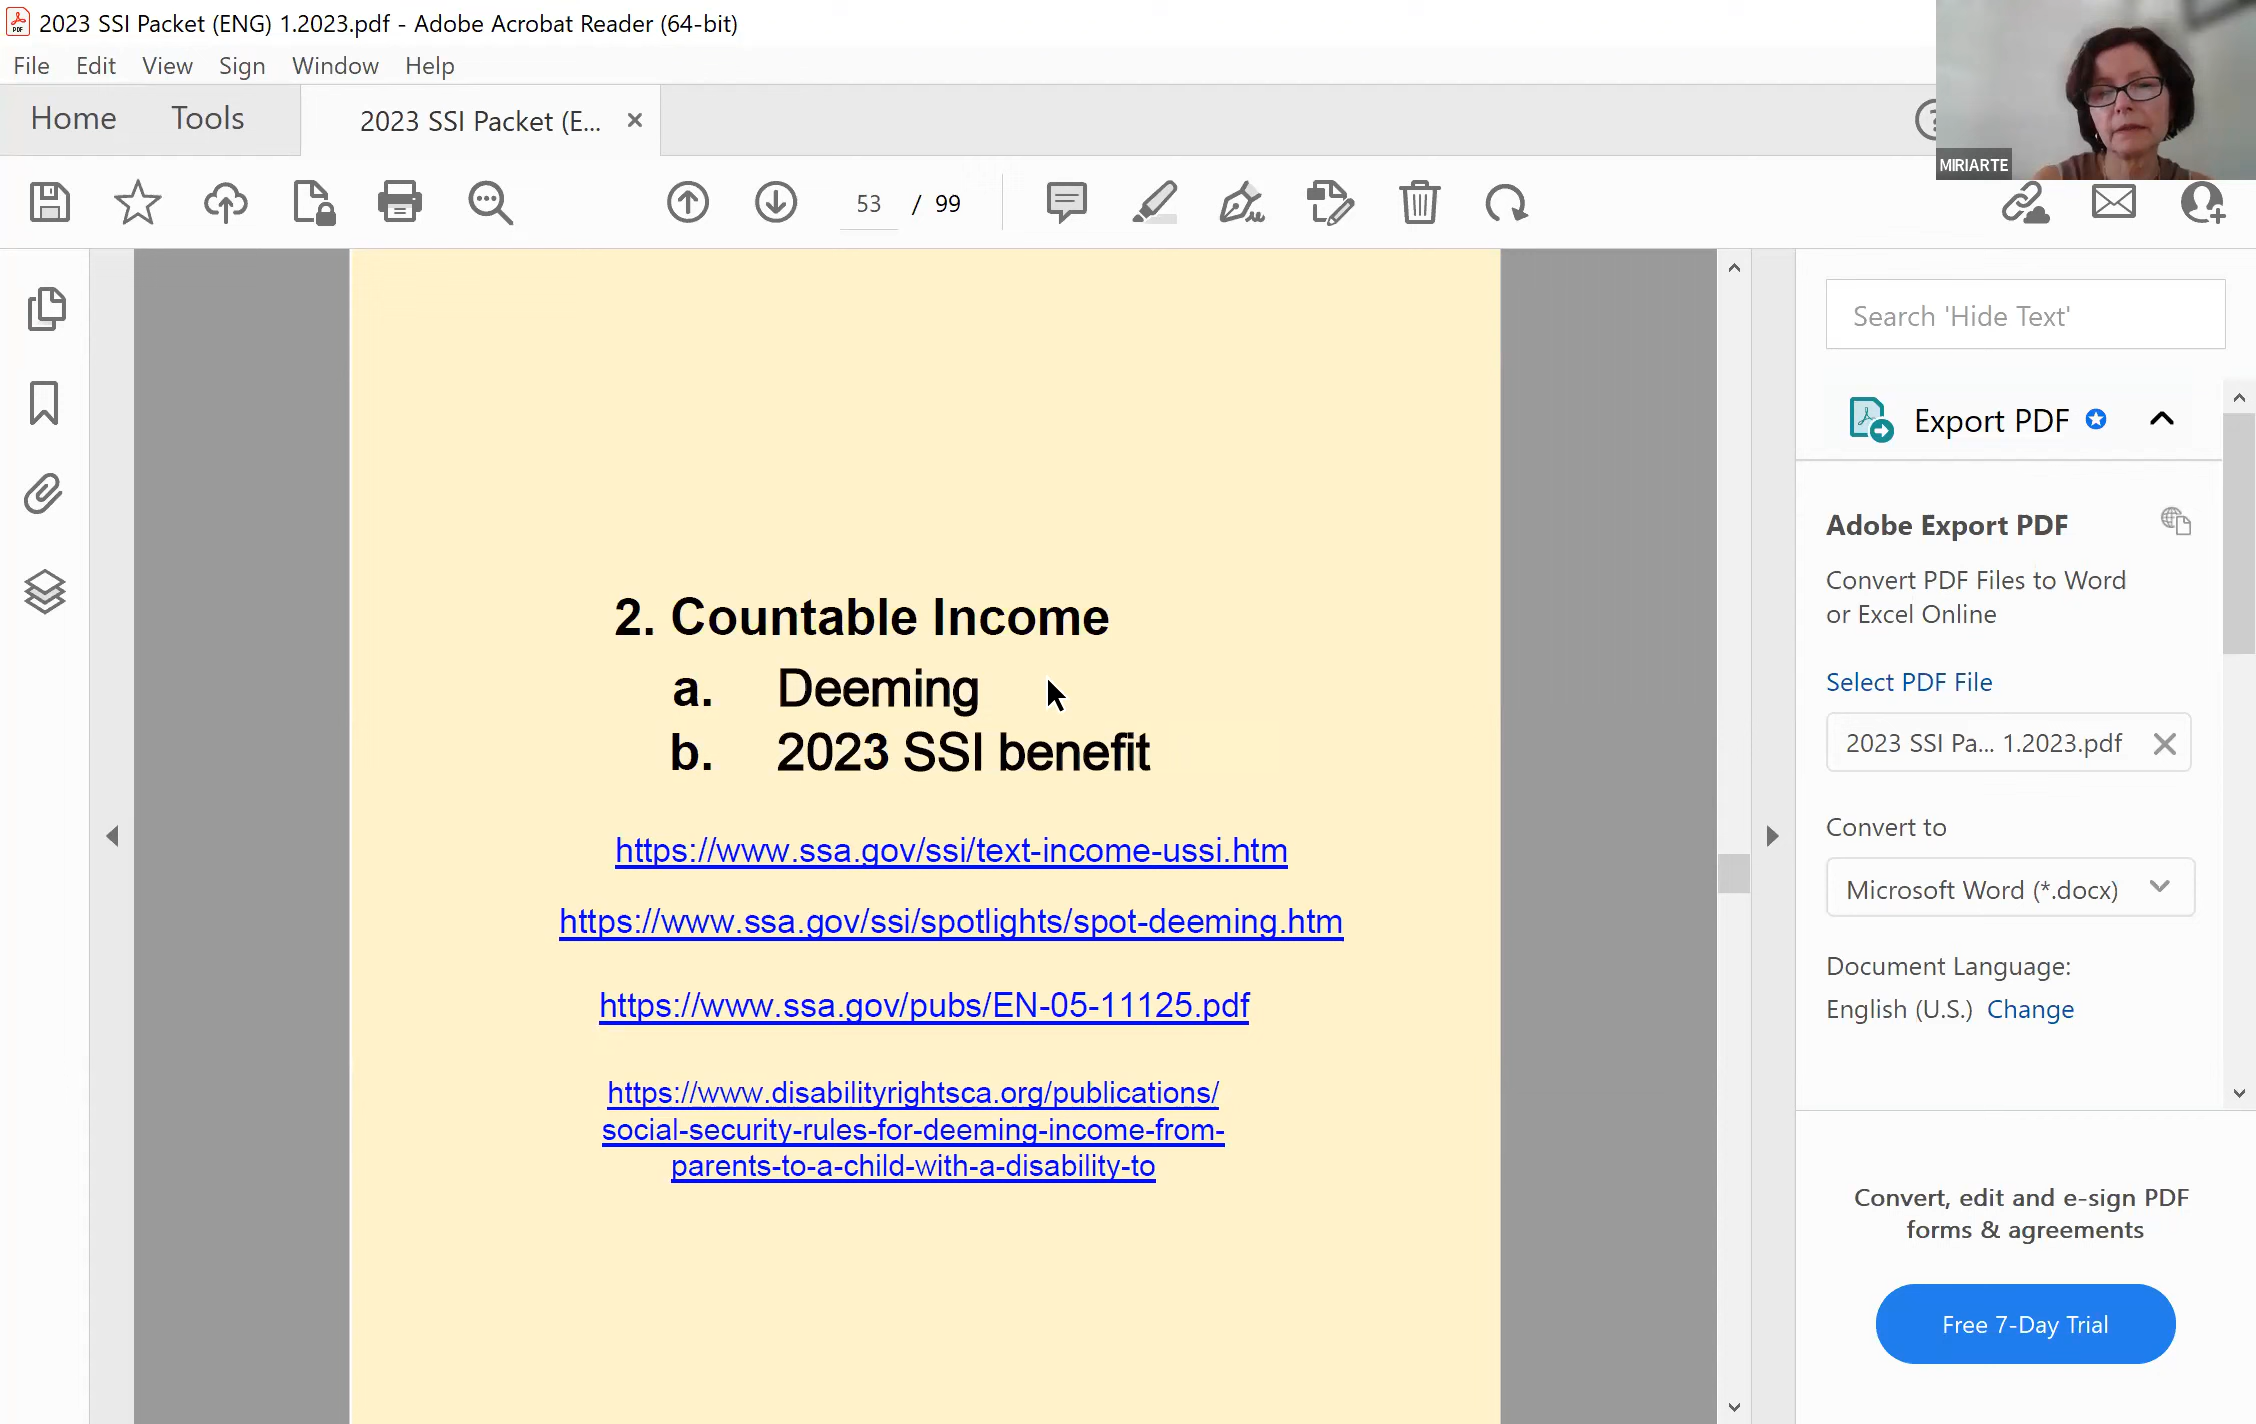 2023 SSI Packet (ENG) 1.2023.pdf - Adobe Acrobat Reader (64-bit)
File Edit View Sign Window Help
Home Tools 2023 SSI Packet (E... ×
MIRIARTE
53 / 99
Search 'Hide Text'
Export PDF
Adobe Export PDF
Convert PDF Files to Word
or Excel Online
Select PDF File
2023 SSI Pa... 1.2023.pdf
Convert to
Microsoft Word (*.docx)
Document Language:
English (U.S.) Change
Convert, edit and e-sign PDF
forms & agreements
Free 7-Day Trial
2. Countable Income
a. Deeming
b. 2023 SSI benefit
https://www.ssa.gov/ssi/text-income-ussi.htm
https://www.ssa.gov/ssi/spotlights/spot-deeming.htm
https://www.ssa.gov/pubs/EN-05-11125.pdf
https://www.disabilityrightsca.org/publications/
social-security-rules-for-deeming-income-from-
parents-to-a-child-with-a-disability-to